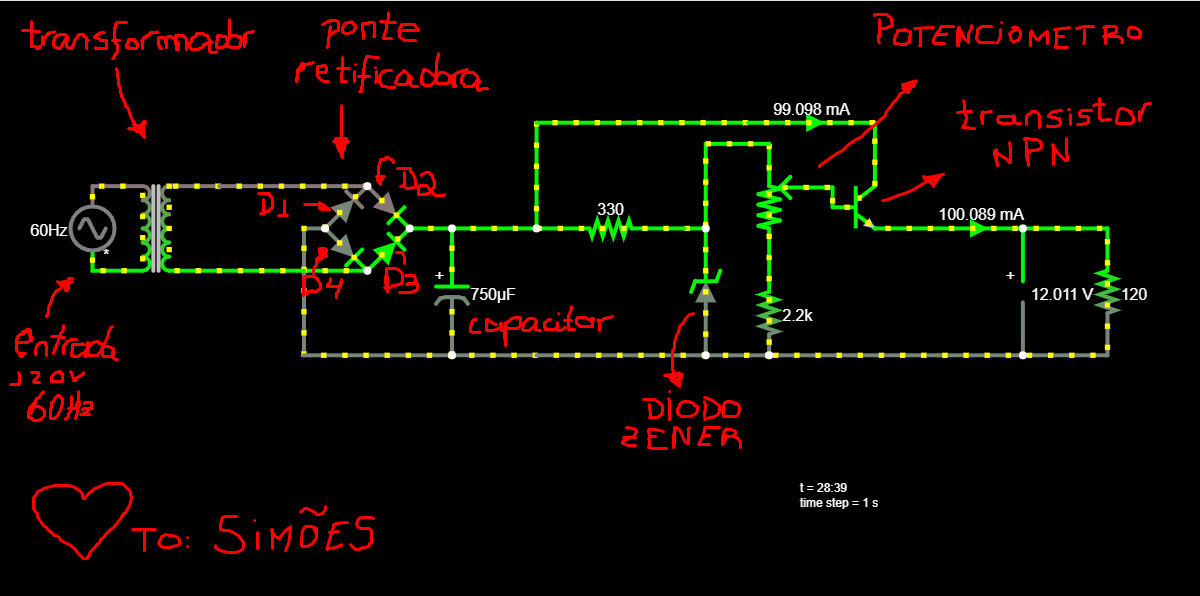 transformador
ponte
retificadora
POTENCIOMETRO
99.098 mA
transistor
NPN
D1
D2
330
100.089 mA
60Hz
*
D4
D3
+
750µF
capacitor
2.2k
+
12.011 V
120
entrada
120V
60Hz
DIODO
ZENER
t = 28:39
time step = 1 s
TO: SIMÕES